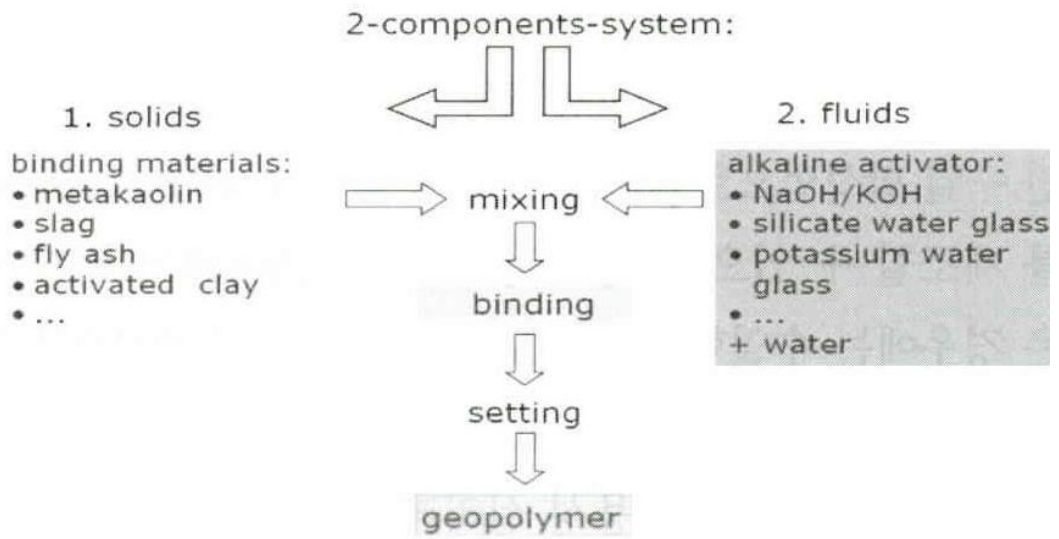 2-components-system:
1. solids
binding materials:
• metakaolin
• slag
• fly ash
• activated clay
• ...
2. fluids
alkaline activator:
• NaOH/KOH
• silicate water glass
• potassium water
glass
• ...
+ water
mixing
binding
setting
geopolymer